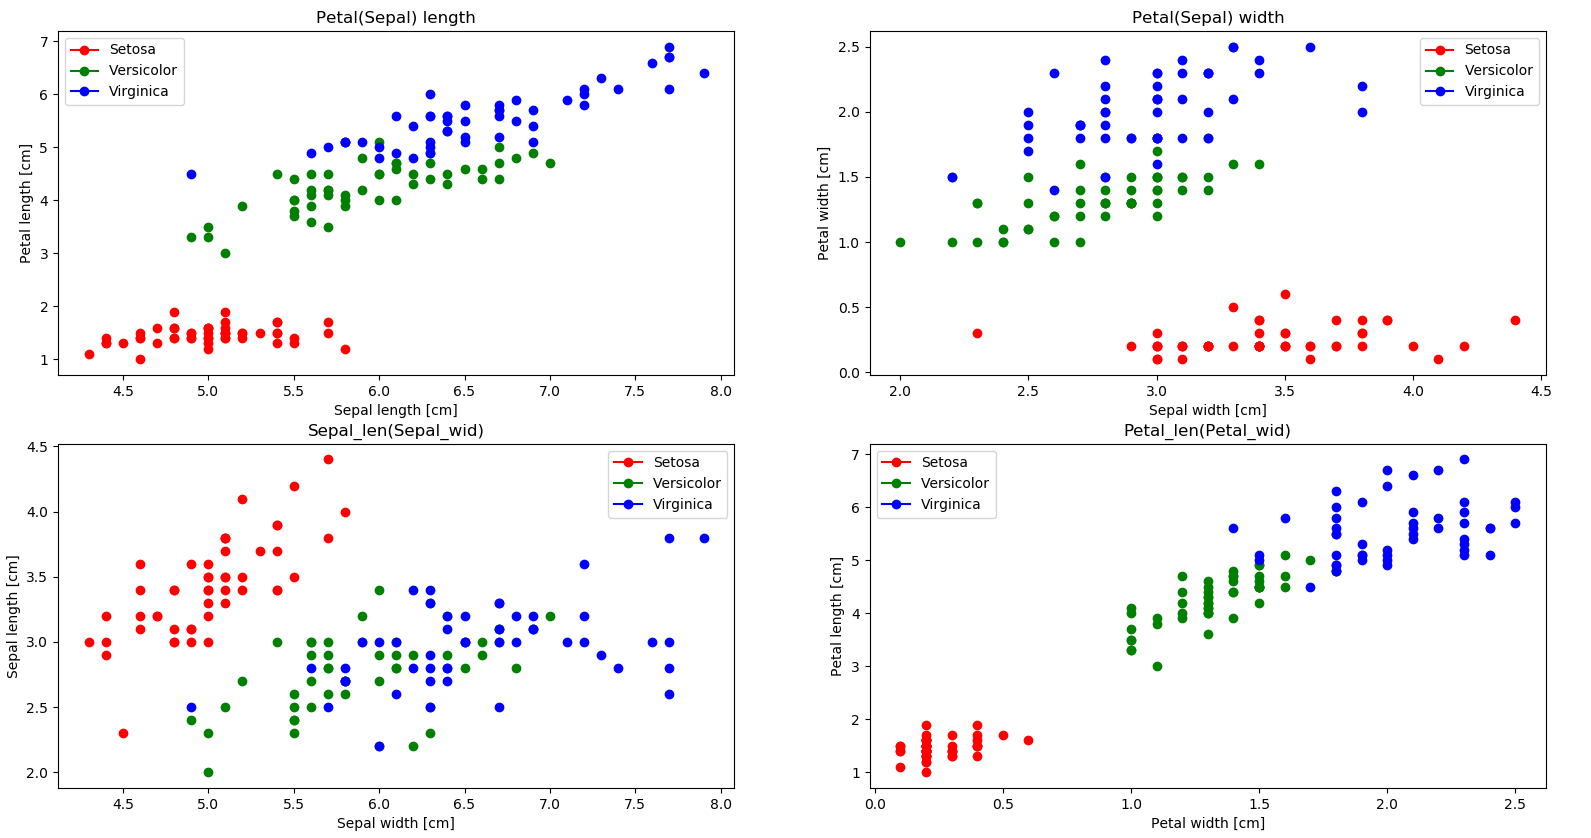 Petal(Sepal) length
7
6
5
4
3
2
1
Petal length [cm]
Setosa
Versicolor
Virginica
4.5 5.0 5.5 6.0 6.5 7.0 7.5 8.0
Sepal length [cm]
Petal(Sepal) width
2.5
2.0
1.5
1.0
0.5
0.0
Petal width [cm]
Setosa
Versicolor
Virginica
2.0 2.5 3.0 3.5 4.0 4.5
Sepal width [cm]
Sepal_len(Sepal_wid)
4.5
4.0
3.5
3.0
2.5
2.0
Sepal length [cm]
Setosa
Versicolor
Virginica
4.5 5.0 5.5 6.0 6.5 7.0 7.5 8.0
Sepal width [cm]
Petal_len(Petal_wid)
7
6
5
4
3
2
1
Petal length [cm]
Setosa
Versicolor
Virginica
0.0 0.5 1.0 1.5 2.0 2.5
Petal width [cm]